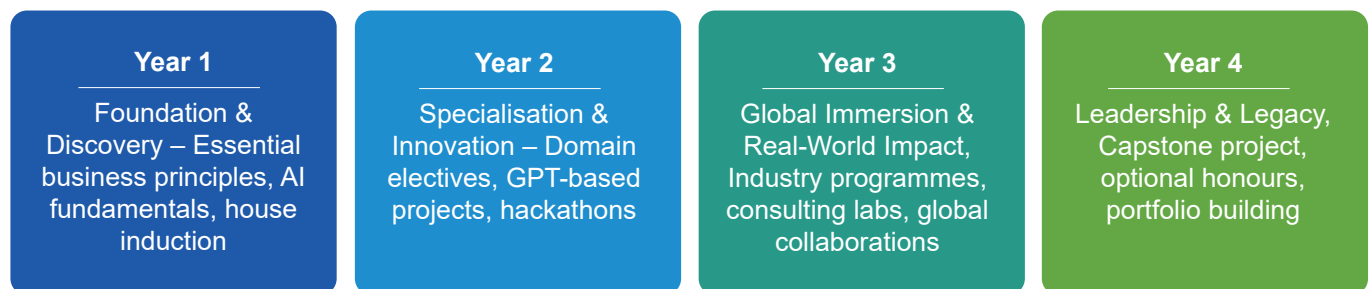 Year 1
Foundation &
Discovery – Essential
business principles, AI
fundamentals, house
induction
Year 2
Specialisation &
Innovation – Domain
electives, GPT-based
projects, hackathons
Year 3
Global Immersion &
Real-World Impact,
Industry programmes,
consulting labs, global
collaborations
Year 4
Leadership & Legacy,
Capstone project,
optional honours,
portfolio building